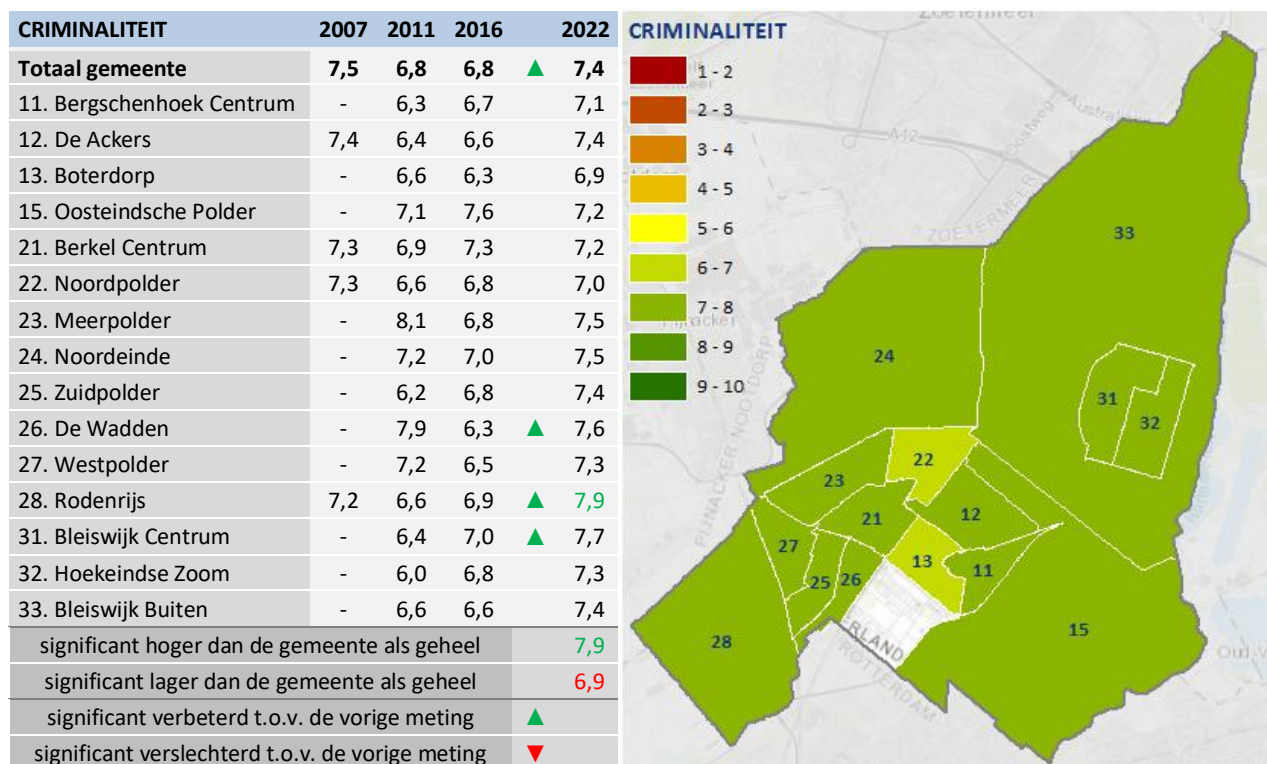 CRIMINALITEIT 2007 2011 2016 2022
Totaal gemeente 7,5 6,8 6,8 ▲ 7,4
11. Bergschenhoek Centrum - 6,3 6,7 7,1
12. De Ackers 7,4 6,4 6,6 7,4
13. Boterdorp - 6,6 6,3 6,9
15. Oosteindsche Polder - 7,1 7,6 7,2
21. Berkel Centrum 7,3 6,9 7,3 7,2
22. Noordpolder 7,3 6,6 6,8 7,0
23. Meerpolder - 8,1 6,8 7,5
24. Noordeinde - 7,2 7,0 7,5
25. Zuidpolder - 6,2 6,8 7,4
26. De Wadden - 7,9 6,3 ▲ 7,6
27. Westpolder - 7,2 6,5 7,3
28. Rodenrijs 7,2 6,6 6,9 ▲ 7,9
31. Bleiswijk Centrum - 6,4 7,0 ▲ 7,7
32. Hoekeindse Zoom - 6,0 6,8 7,3
33. Bleiswijk Buiten - 6,6 6,6 7,4
significant hoger dan de gemeente als geheel 7,9
significant lager dan de gemeente als geheel 6,9
significant verbeterd t.o.v. de vorige meting ▲
significant verslechterd t.o.v. de vorige meting ▼
CRIMINALITEIT
1 - 2
2 - 3
3 - 4
4 - 5
5 - 6
6 - 7
7 - 8
8 - 9
9 - 10
Zoetermeer
A12
Oostweg
ZOETERMEER
PIJNACKER-NOOTDORP
ERLAND
ROTTERDAM
33
24
31
32
22
23
21
12
27
13
11
25
26
28
15